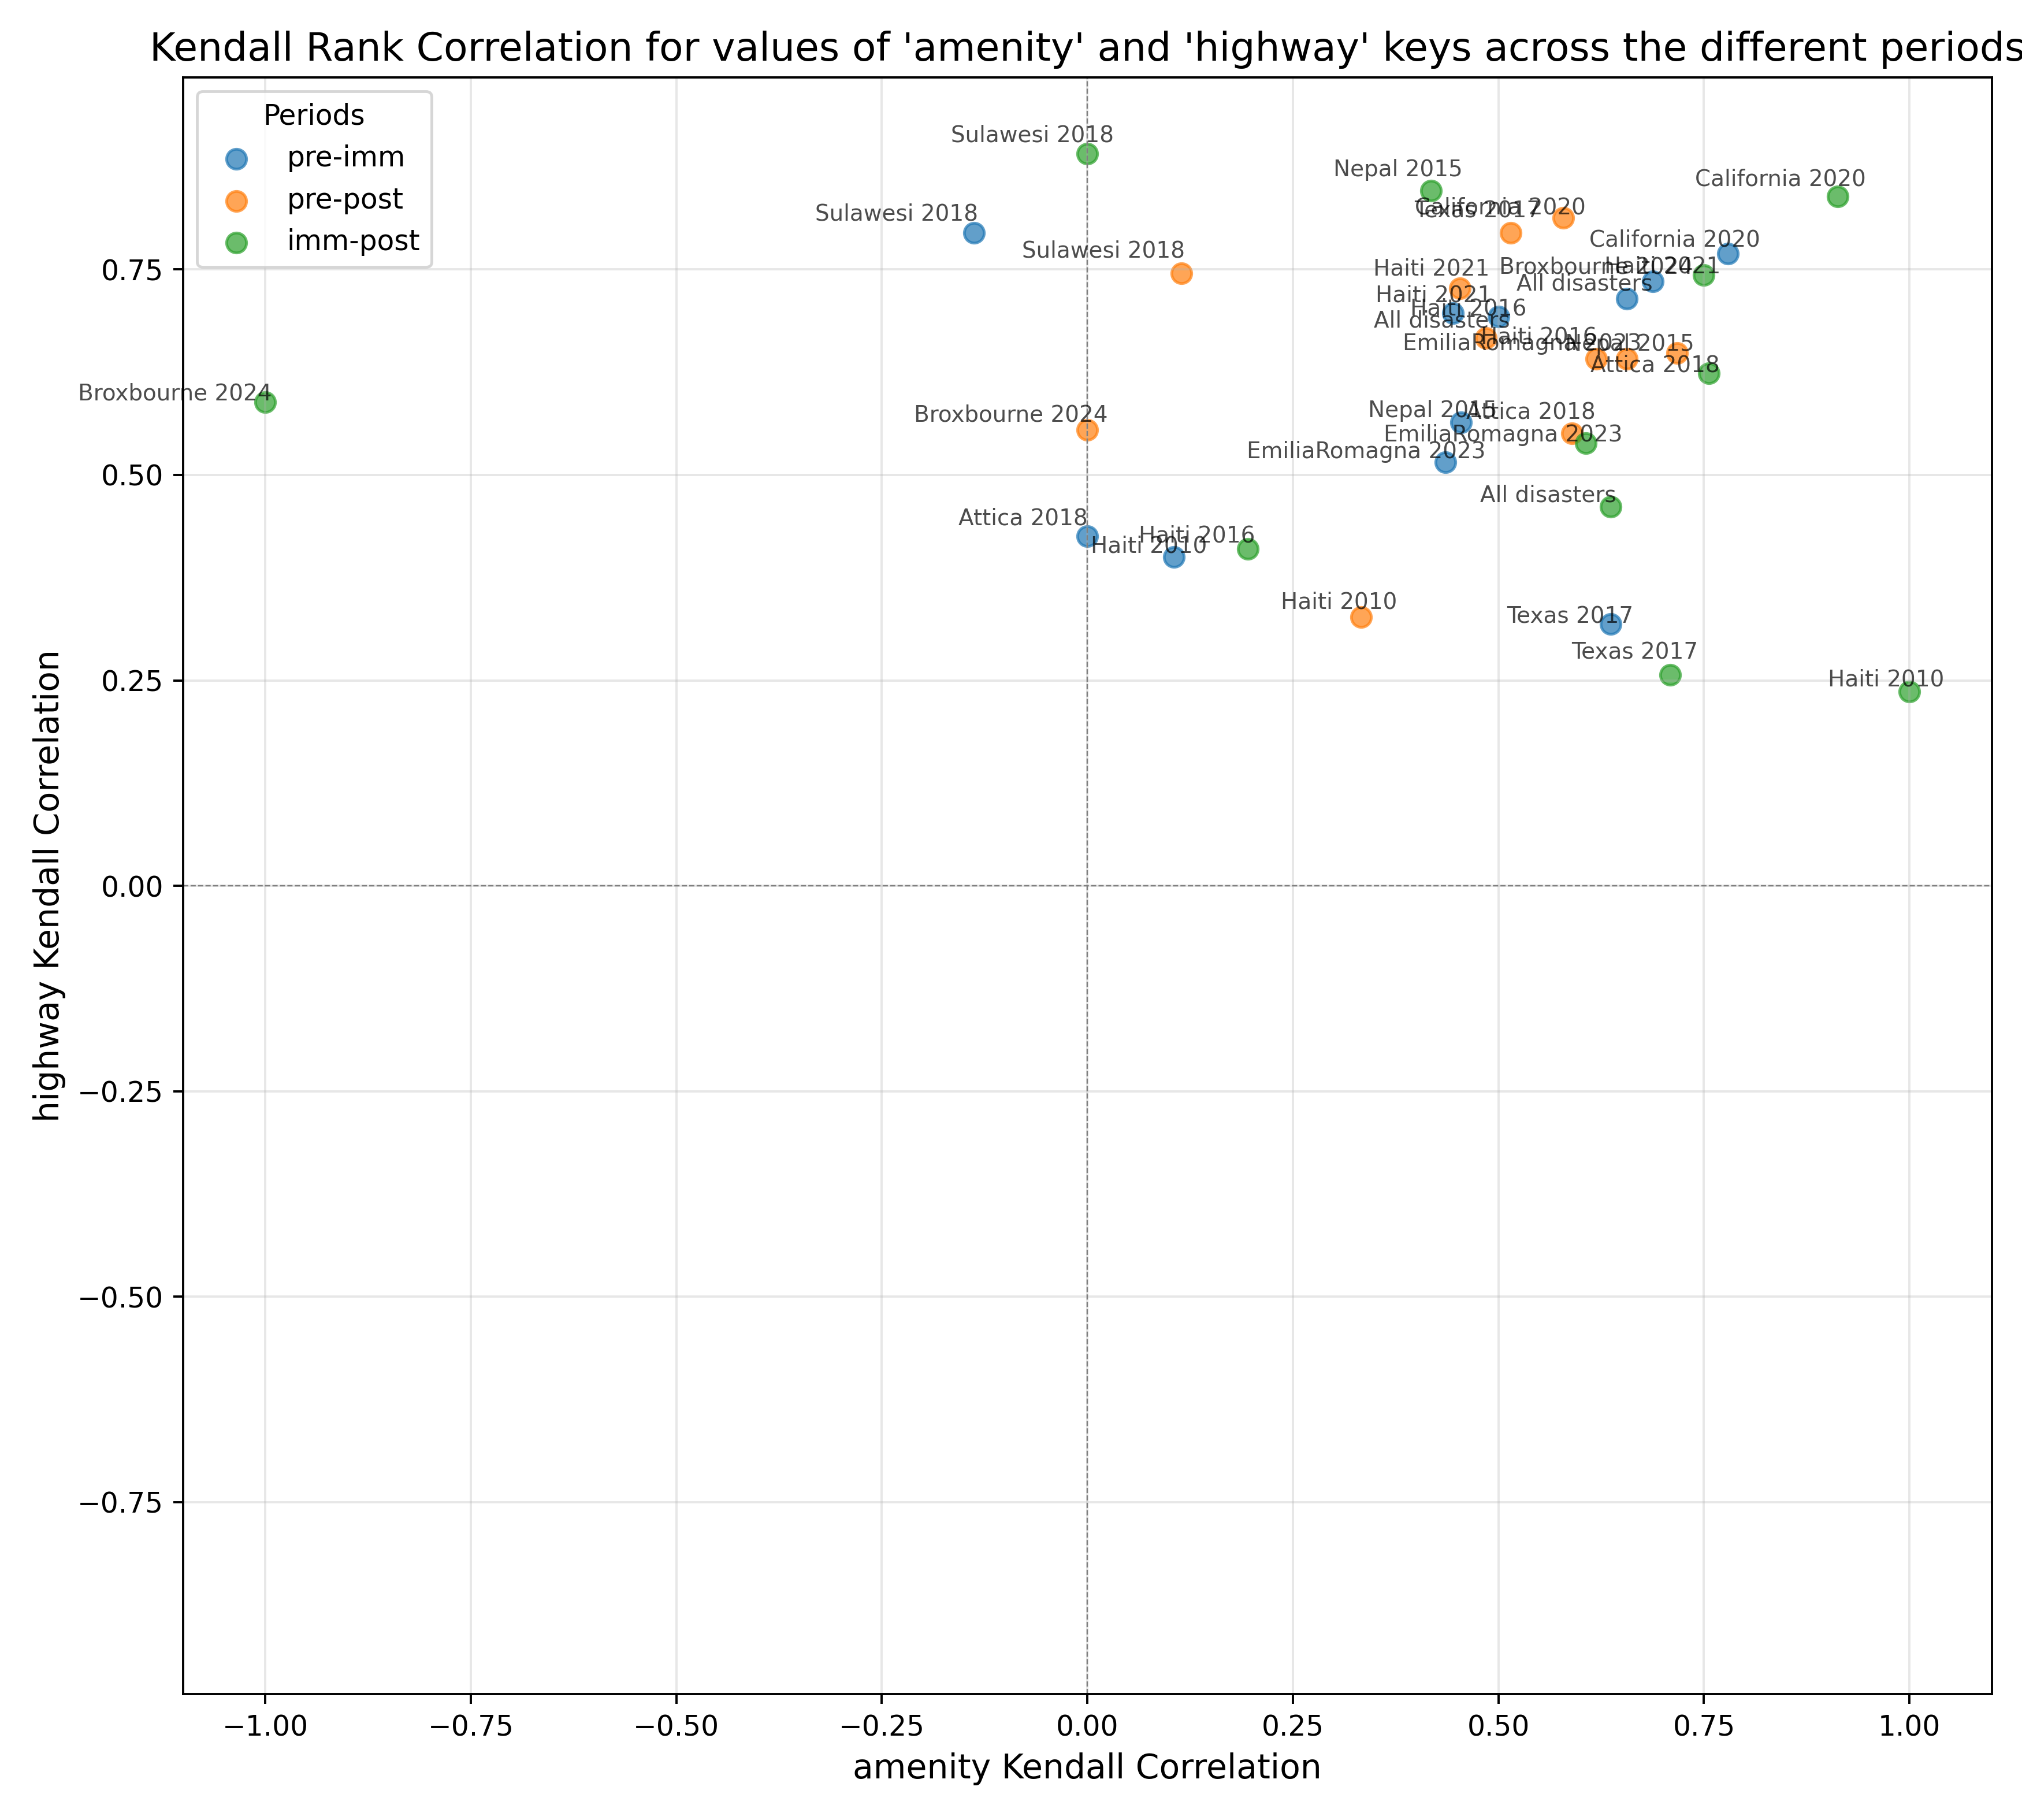 Kendall Rank Correlation for values of 'amenity' and 'highway' keys across the different periods
Periods
pre-imm
pre-post
imm-post
Sulawesi 2018
Nepal 2015
California 2020
California 2020
Texas 2017
Sulawesi 2018
Sulawesi 2018
California 2020
Haiti 2021
Broxbourne 2024
Haiti 2021
All disasters
Haiti 2021
Haiti 2016
All disasters
Haiti 2016
EmiliaRomagna 2023
Nepal 2015
Attica 2018
Broxbourne 2024
Broxbourne 2024
Nepal 2015
Attica 2018
EmiliaRomagna 2023
EmiliaRomagna 2023
All disasters
Attica 2018
Haiti 2010
Haiti 2016
Haiti 2010
Texas 2017
Texas 2017
Haiti 2010
0.75
0.50
0.25
0.00
−0.25
−0.50
−0.75
highway Kendall Correlation
−1.00
−0.75
−0.50
−0.25
0.00
0.25
0.50
0.75
1.00
amenity Kendall Correlation